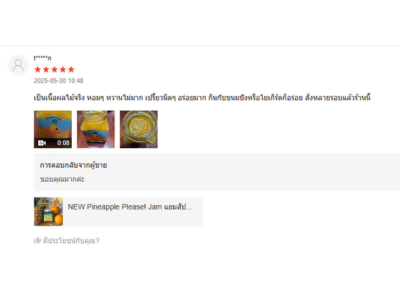 t*****n
2025-05-30 10:48
เป็นเนื้อผลไม้จริง หอมๆ หวานไม่มาก เปรี้ยวนิดๆ อร่อยมาก กินกับขนมปังหรือโยเกิร์ตก็อร่อย สั่งหลายรอบแล้วร้านนี้
0:08
การตอบกลับจากผู้ขาย
ขอบคุณมากค่ะ
NEW Pineapple Please! Jam แยมสัป...
มีประโยชน์กับคุณ?